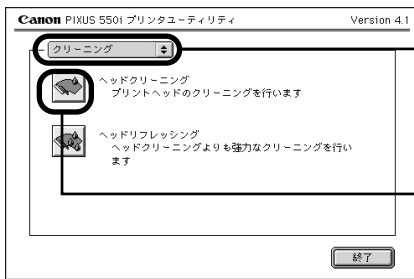 Canon PIXUS 550i プリンタユーティリティ Version 4.1
クリーニング
ヘッドクリーニング
プリントヘッドのクリーニングを行います
ヘッドリフレッシング
ヘッドクリーニングよりも強力なクリーニングを行い
ます
終了